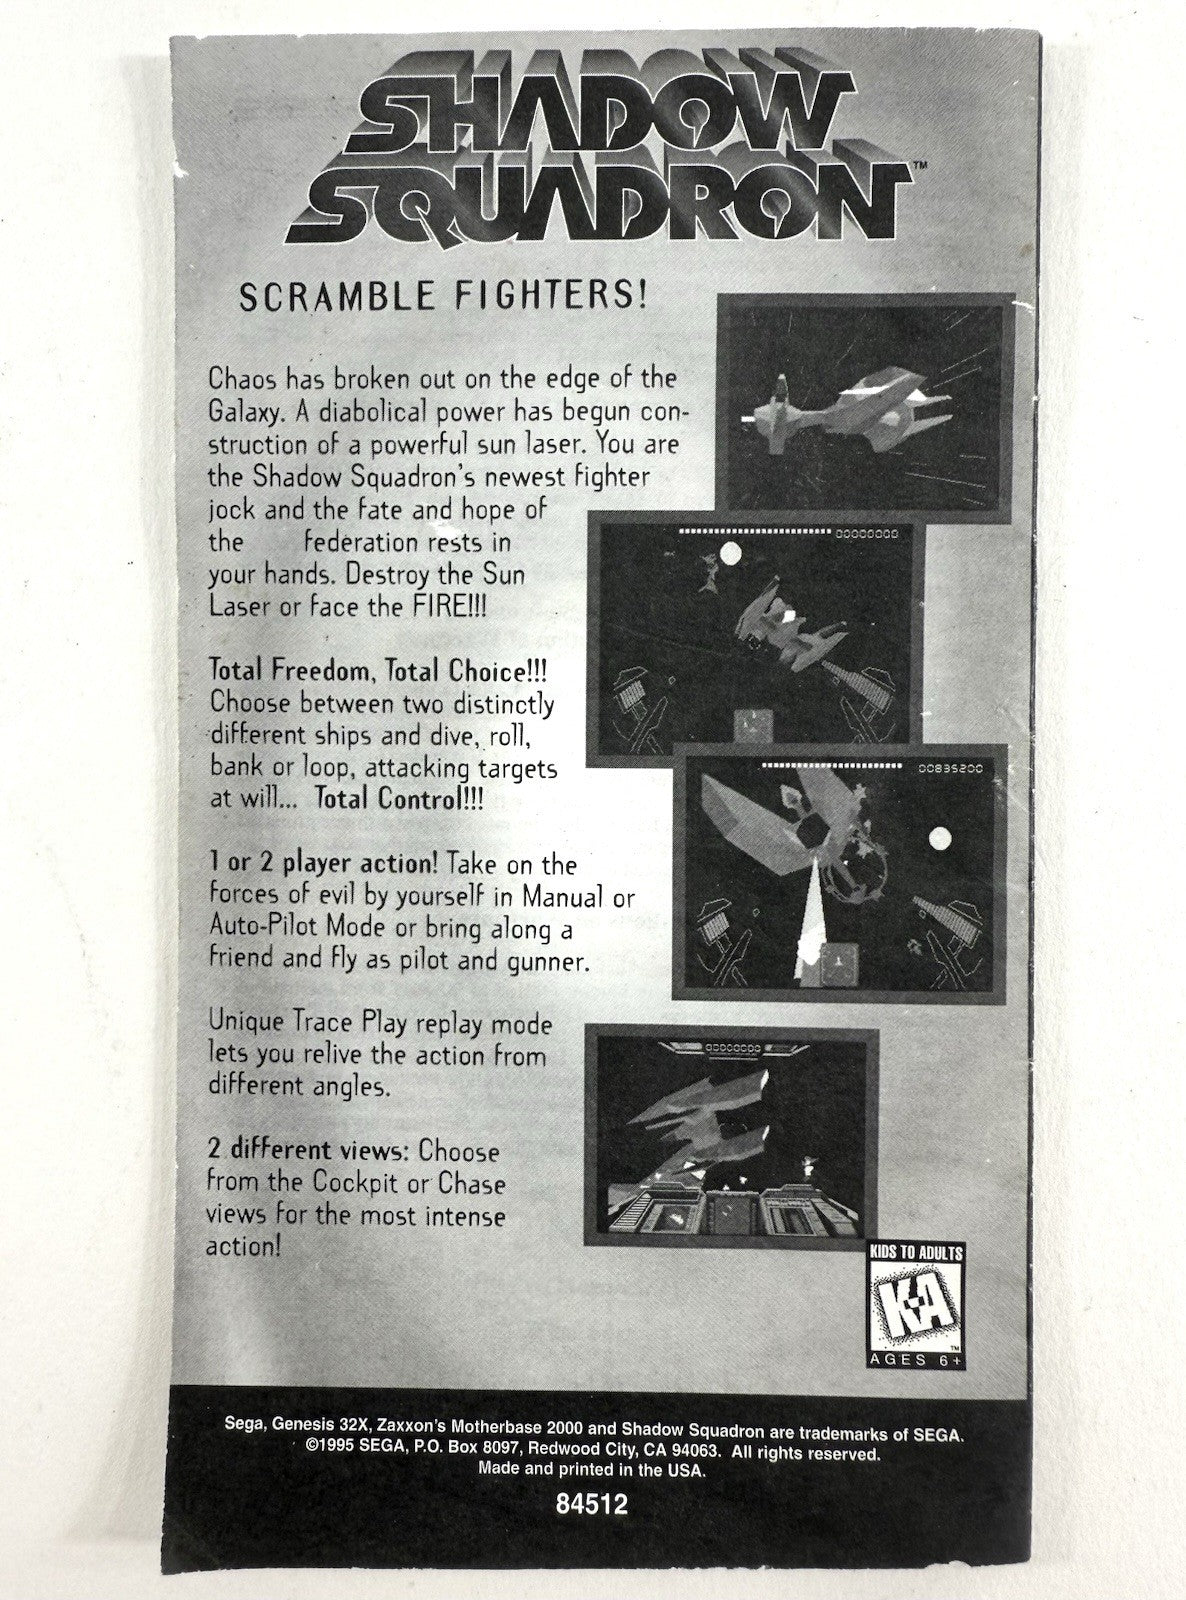 SHADOW
SQUADRON™
SCRAMBLE FIGHTERS!
Chaos has broken out on the edge of the
Galaxy. A diabolical power has begun con-
struction of a powerful sun laser. You are
the Shadow Squadron's newest fighter
jock and the fate and hope of
the federation rests in
your hands. Destroy the Sun
Laser or face the FIRE!!!
00000000
Total Freedom, Total Choice!!!
Choose between two distinctly
different ships and dive, roll,
bank or loop, attacking targets
at will... Total Control!!!
00835200
1 or 2 player action! Take on the
forces of evil by yourself in Manual or
Auto-Pilot Mode or bring along a
friend and fly as pilot and gunner.
Unique Trace Play replay mode
lets you relive the action from
different angles.
00000000
2 different views: Choose
from the Cockpit or Chase
views for the most intense
action!
KIDS TO ADULTS
K-A
™
AGES 6+
Sega, Genesis 32X, Zaxxon's Motherbase 2000 and Shadow Squadron are trademarks of SEGA.
©1995 SEGA, P.O. Box 8097, Redwood City, CA 94063. All rights reserved.
Made and printed in the USA.
84512